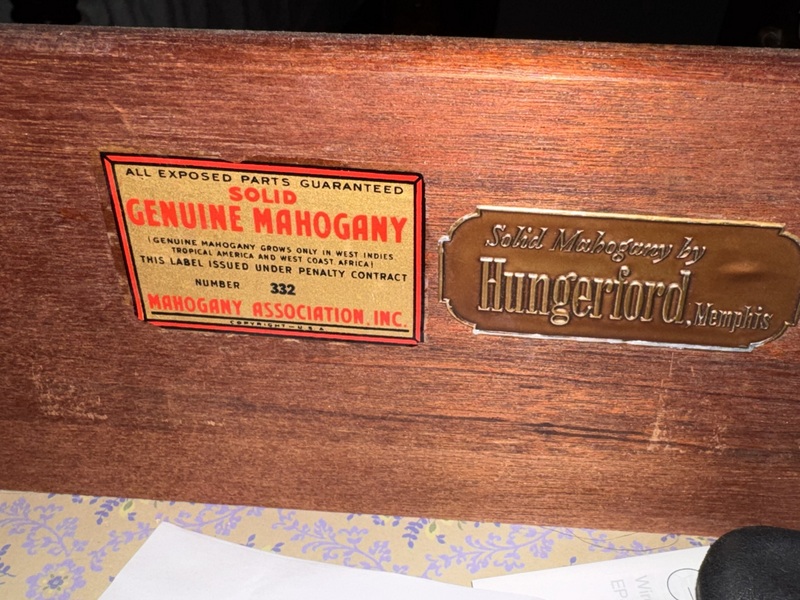 ALL EXPOSED PARTS GUARANTEED
SOLID
GENUINE MAHOGANY
(GENUINE MAHOGANY GROWS ONLY IN WEST INDIES
TROPICAL AMERICA AND WEST COAST AFRICA)
THIS LABEL ISSUED UNDER PENALTY CONTRACT
NUMBER 332
MAHOGANY ASSOCIATION, INC.
COPYRIGHT-U.S.A
Solid Mahogany by
Hungerford, Memphis